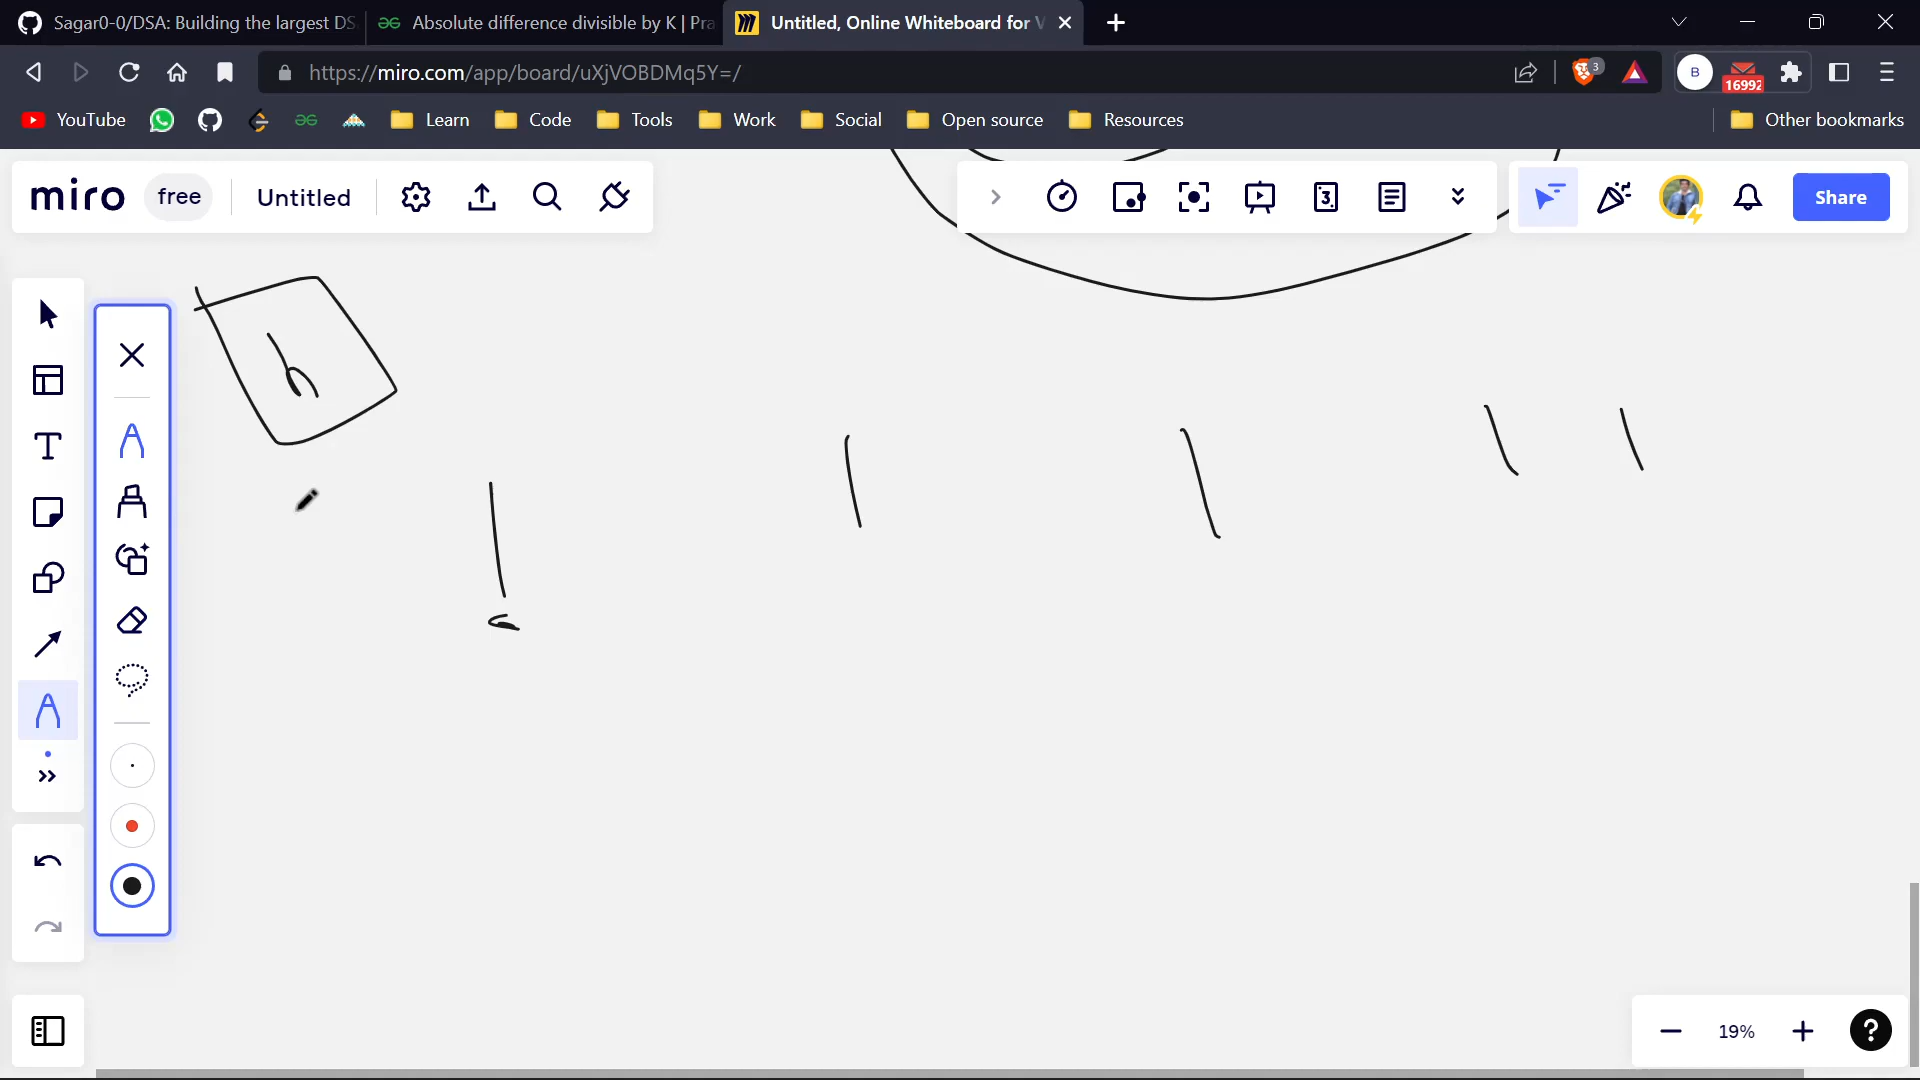 Sagar0-0/DSA: Building the largest DS
Absolute difference divisible by K | Pra
Untitled, Online Whiteboard for V
https://miro.com/app/board/uXjVOBDMq5Y=/
3
B
16992
YouTube
Learn
Code
Tools
Work
Social
Open source
Resources
Other bookmarks
miro
free
Untitled
3
Share
h
19%